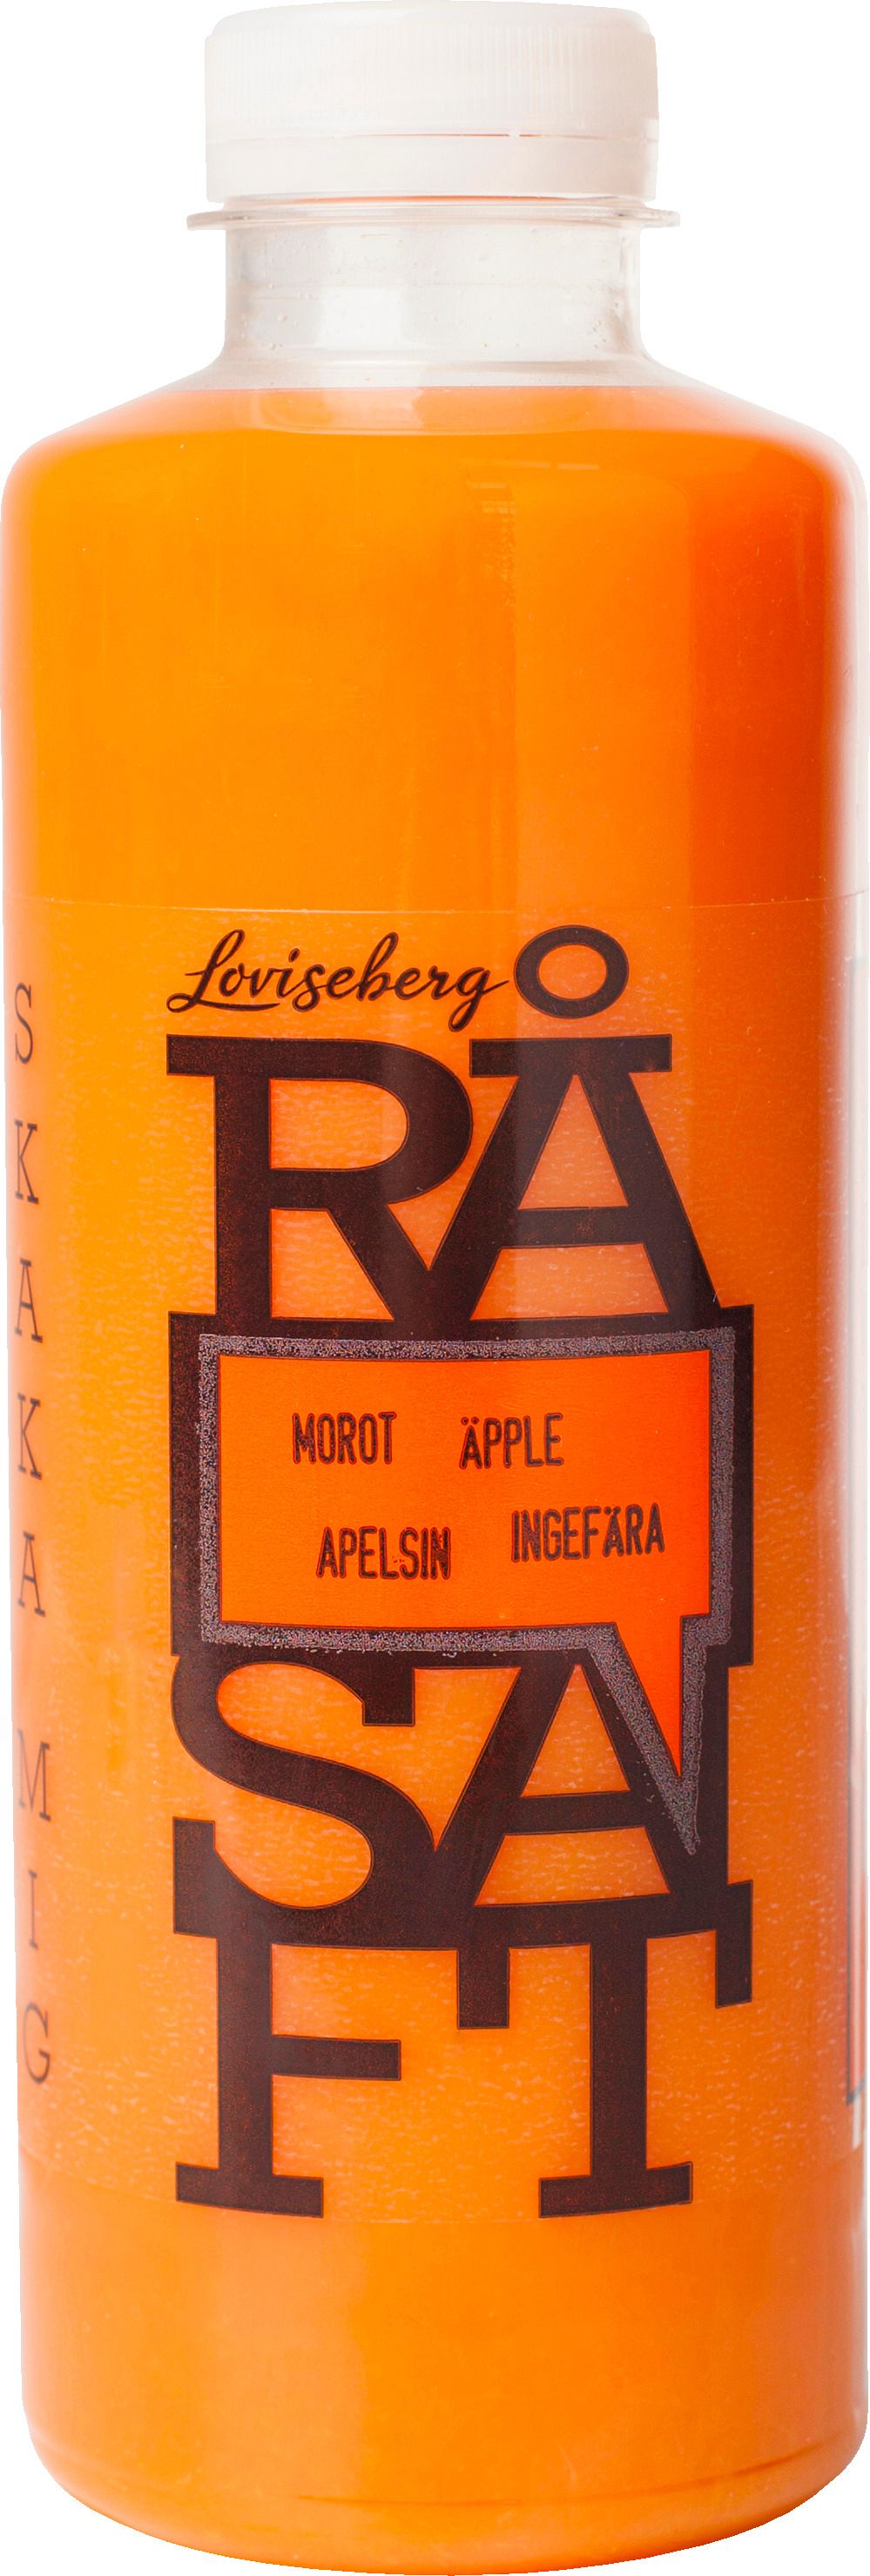 Loviseberg
RÅ
SA
FT
MOROT ÄPPLE
APELSIN INGEFÄRA
SKAKA MIG